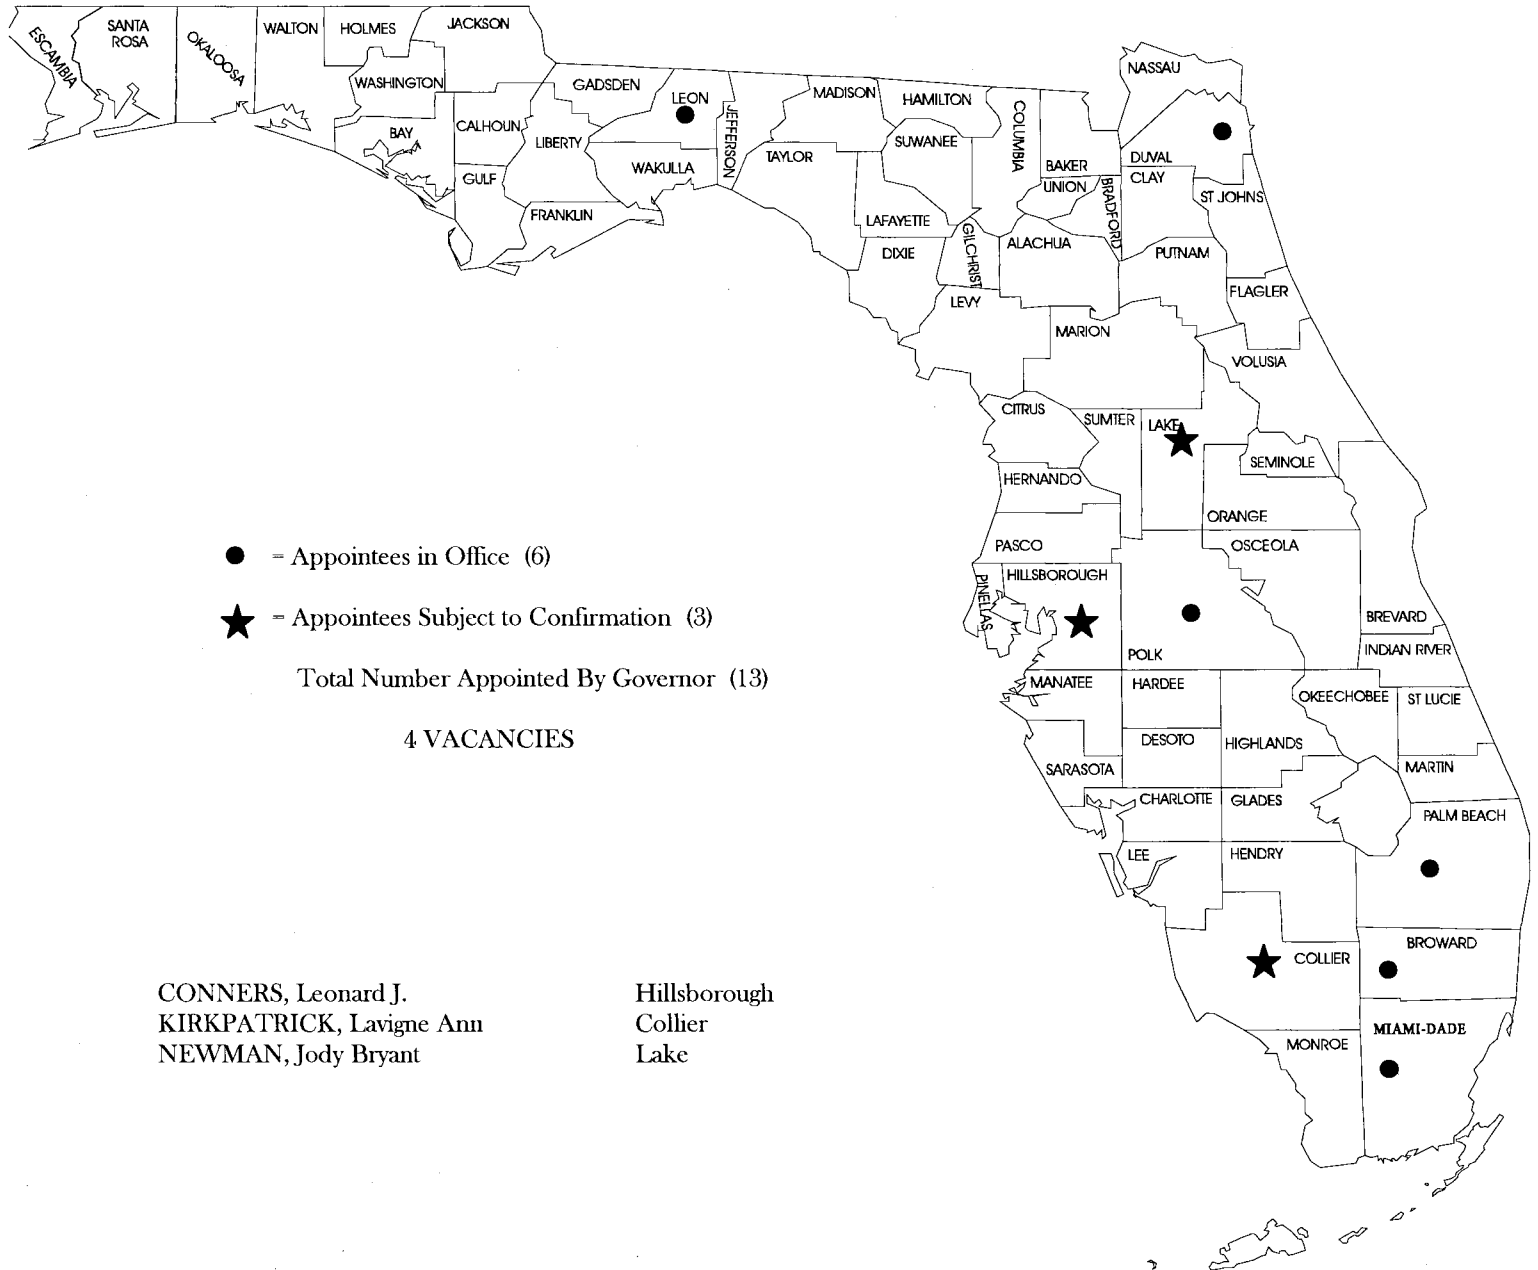 ESCAMBIA
SANTA
ROSA
OKALOOSA
WALTON
HOLMES
JACKSON
WASHINGTON
BAY
CALHOUN
GULF
LIBERTY
GADSDEN
FRANKLIN
LEON
WAKULLA
JEFFERSON
MADISON
TAYLOR
HAMILTON
SUWANEE
LAFAYETTE
DIXIE
COLUMBIA
GILCHRIST
LEVY
BAKER
UNION
BRADFORD
ALACHUA
NASSAU
DUVAL
CLAY
ST JOHNS
PUTNAM
FLAGLER
MARION
VOLUSIA
CITRUS
SUMTER
LAKE
SEMINOLE
HERNANDO
ORANGE
PASCO
OSCEOLA
PINELLAS
HILLSBOROUGH
POLK
BREVARD
INDIAN RIVER
MANATEE
HARDEE
OKEECHOBEE
ST LUCIE
DESOTO
HIGHLANDS
SARASOTA
MARTIN
CHARLOTTE
GLADES
PALM BEACH
LEE
HENDRY
COLLIER
BROWARD
MONROE
MIAMI-DADE
= Appointees in Office (6)
= Appointees Subject to Confirmation (3)
Total Number Appointed By Governor (13)
4 VACANCIES
CONNERS, Leonard J. Hillsborough
KIRKPATRICK, Lavigne Ann Collier
NEWMAN, Jody Bryant Lake